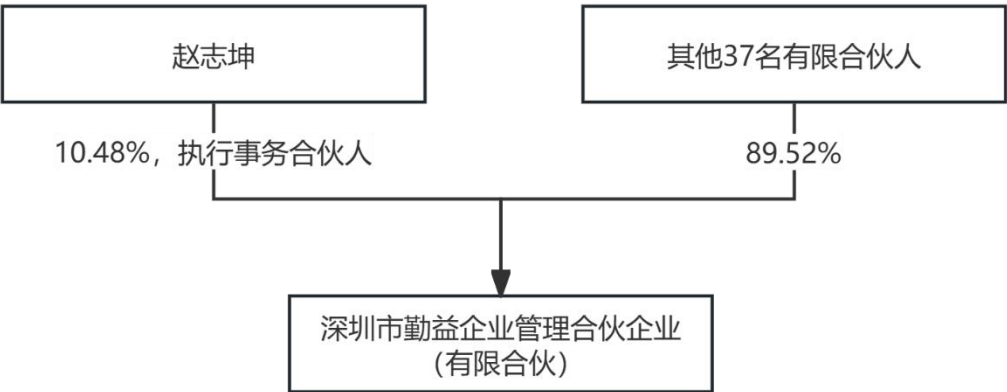 赵志坤
其他37名有限合伙人
10.48%，执行事务合伙人
89.52%
深圳市勤益企业管理合伙企业
（有限合伙）